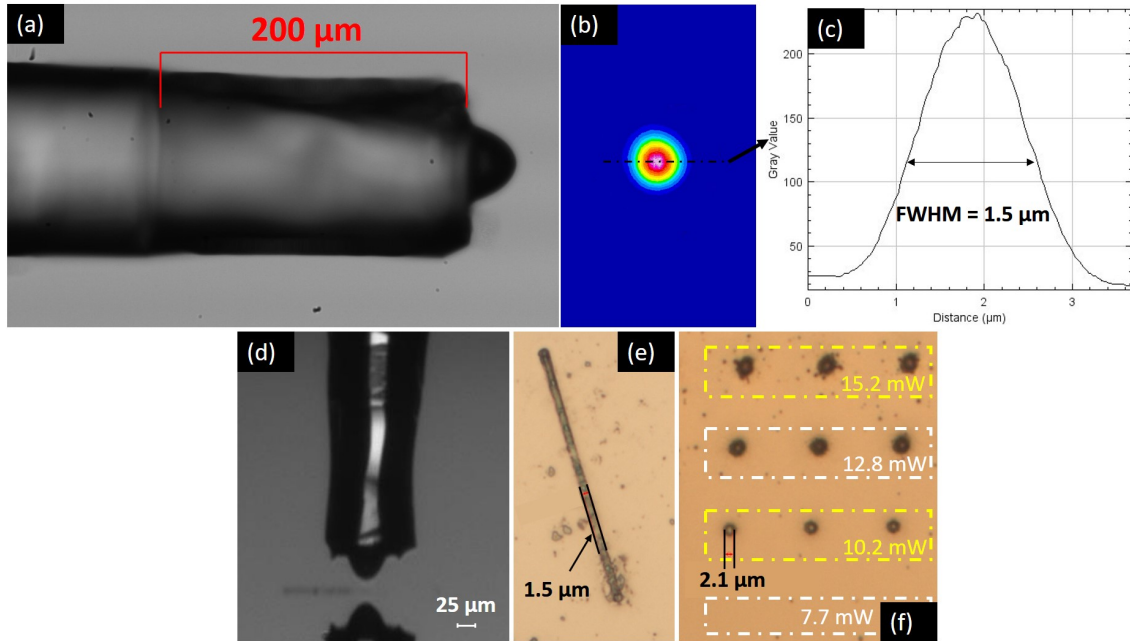 (a)
200 µm
(b)
(c)
200
150
100
50
Gray Value
FWHM = 1.5 µm
0
1
2
3
Distance (µm)
(d)
25 µm
(e)
1.5 µm
15.2 mW
12.8 mW
10.2 mW
2.1 µm
7.7 mW
(f)